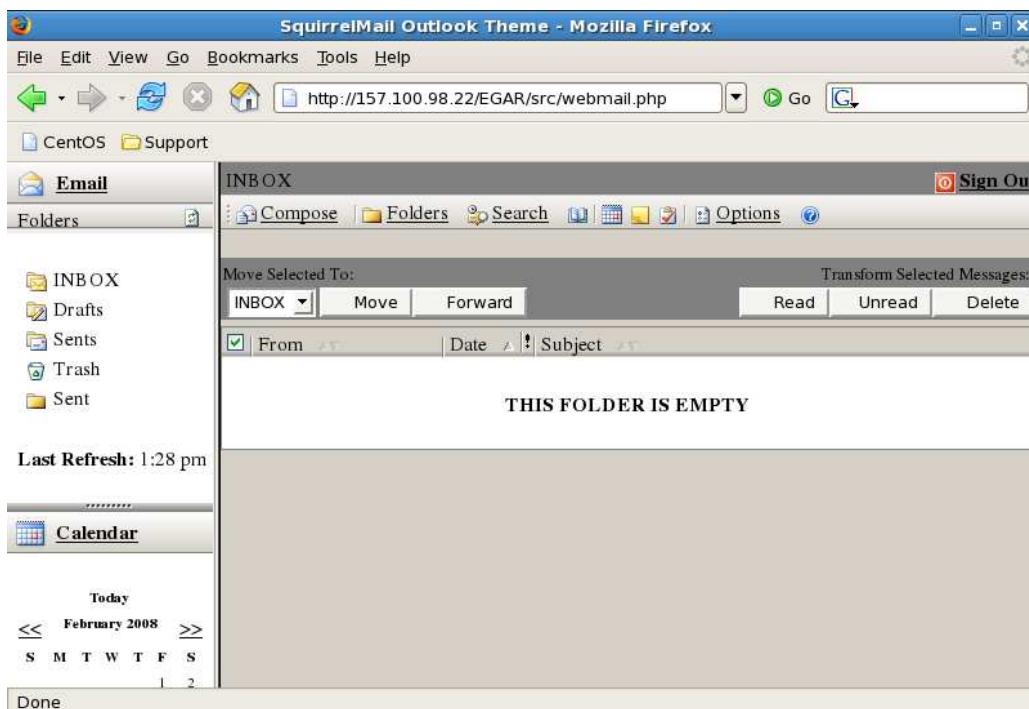 SquirrelMail Outlook Theme - Mozilla Firefox
File Edit View Go Bookmarks Tools Help
http://157.100.98.22/EGAR/src/webmail.php Go G
CentOS Support
Email
Folders
INBOX
Drafts
Sents
Trash
Sent
Last Refresh: 1:28 pm
Calendar
Today
<< February 2008 >>
S M T W T F S
1 2
INBOX Sign Ou
Compose Folders Search Options
Move Selected To: Transform Selected Messages:
INBOX Move Forward Read Unread Delete
From Date ! Subject
THIS FOLDER IS EMPTY
Done